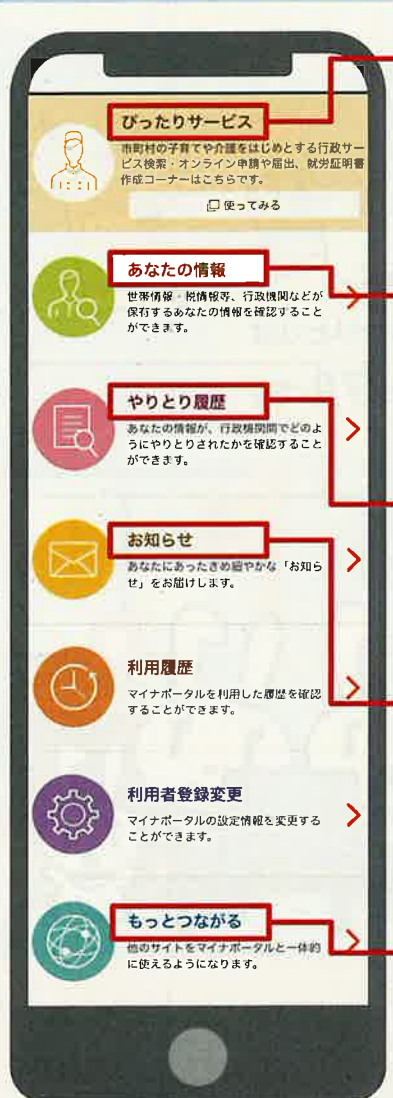 ぴったりサービス
市町村の子育てや介護をはじめとする行政サー
ビス検索・オンライン申請や届出、就労証明書
作成コーナーはこちらです。
使ってみる
あなたの情報
世帯情報・税情報等、行政機関などが
保有するあなたの情報を確認すること
ができます。
やりとり履歴
あなたの情報が、行政機関間でどのよ
うにやりとりされたかを確認すること
ができます。
お知らせ
あなたにあったきめ細やかな「お知ら
せ」をお届けします。
利用履歴
マイナポータルを利用した履歴を確認
することができます。
利用者登録変更
マイナポータルの設定情報を変更する
ことができます。
もっとつながる
他のサイトをマイナポータルと一体的
に使えるようになります。